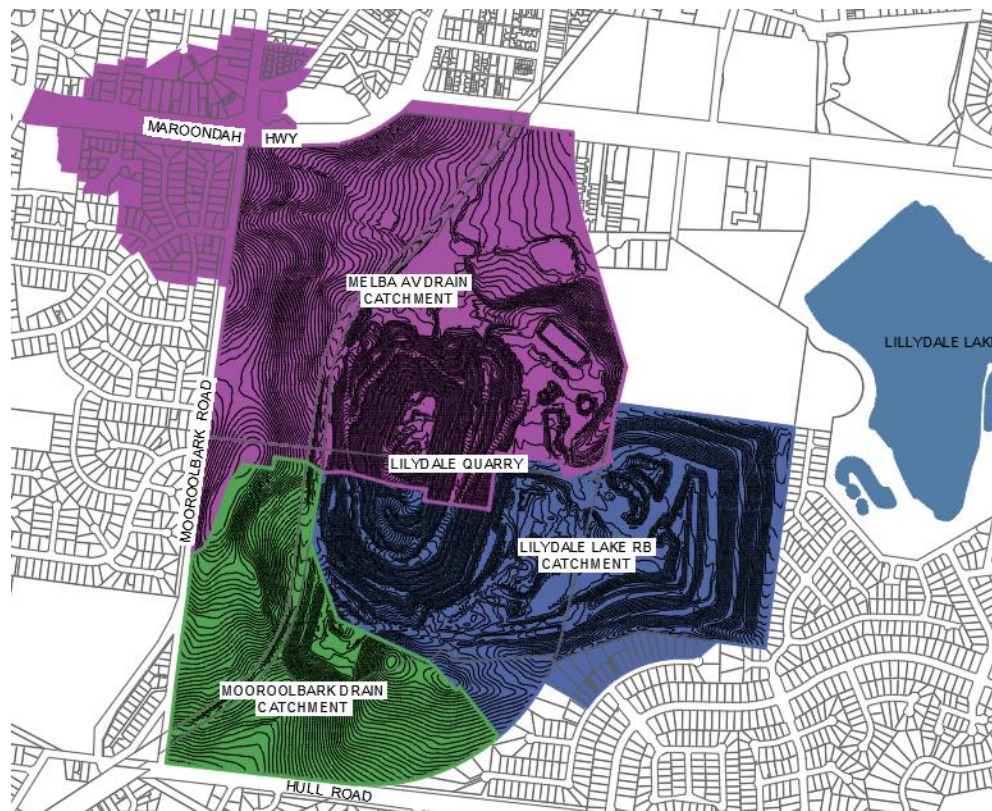 MAROONDAH HWY
MELBA AV DRAIN
CATCHMENT
LILLYDALE LAKE
MOOROOLBARK ROAD
LILYDALE QUARRY
LILYDALE LAKE RB
CATCHMENT
MOOROOLBARK DRAIN
CATCHMENT
HULL ROAD